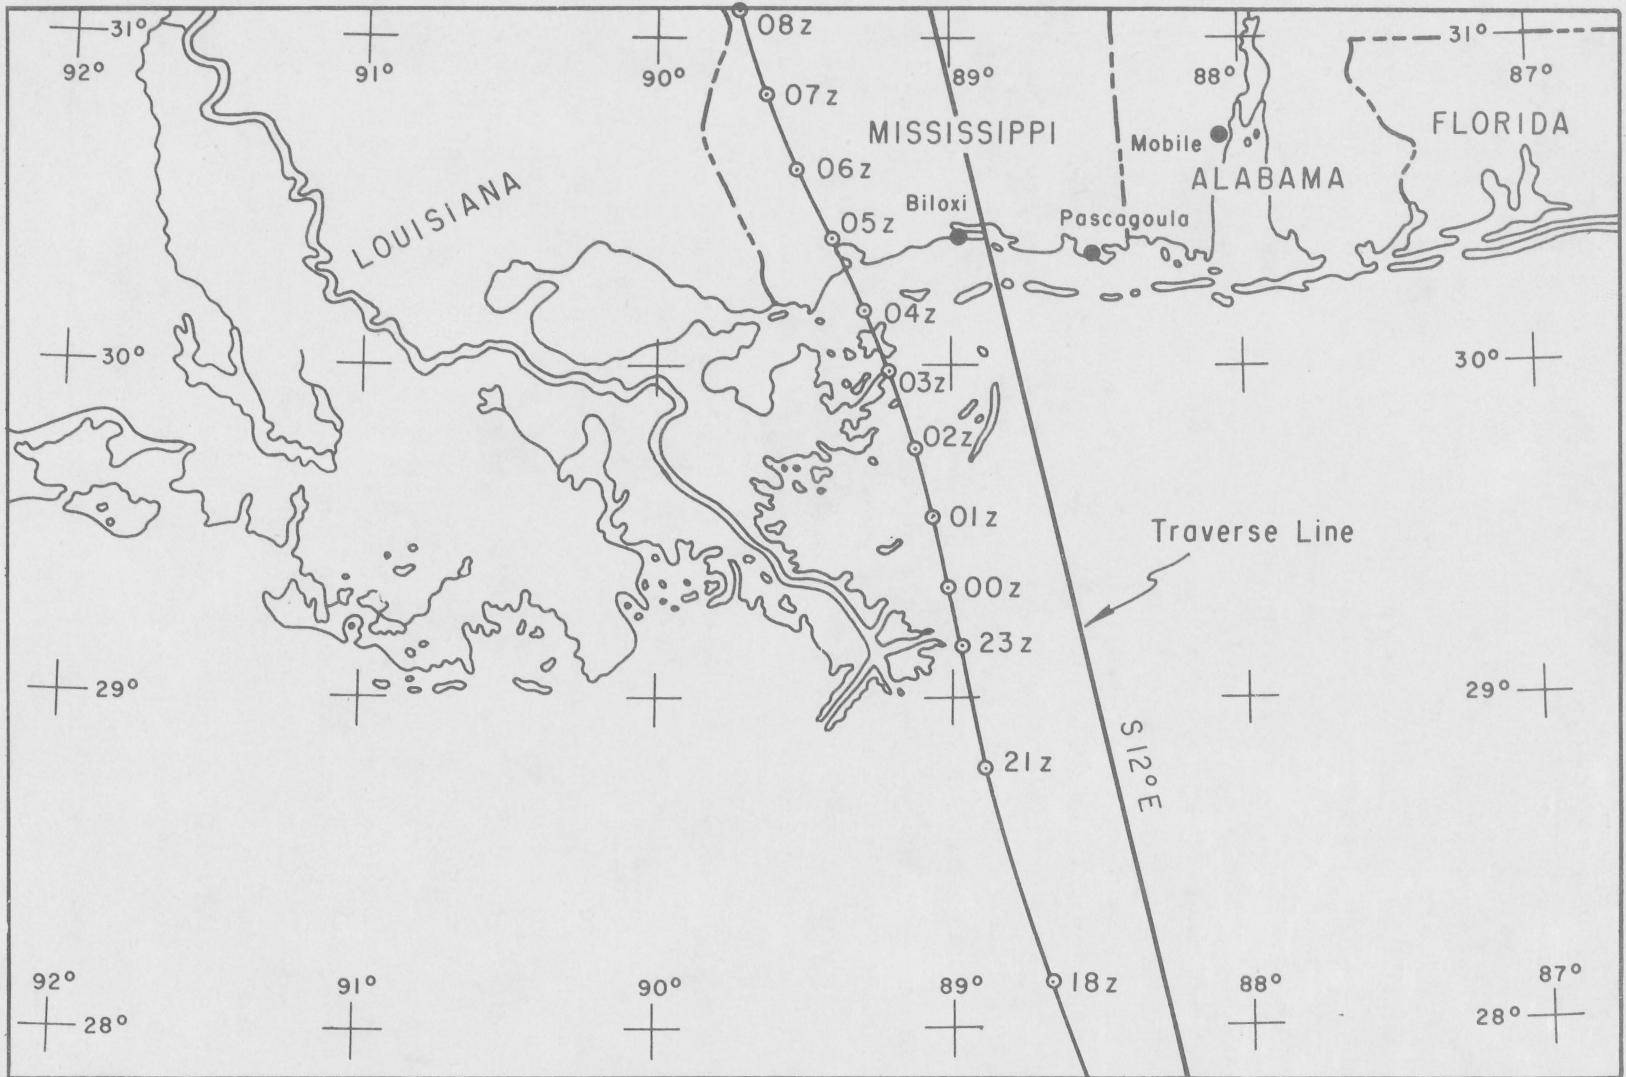 31°
08z
31°
92°
91°
90°
89°
88°
87°
07z
FLORIDA
MISSISSIPPI
Mobile
06z
ALABAMA
LOUISIANA
Biloxi
Pascagoula
05z
04z
30°
30°
03z
02z
01z
Traverse Line
00z
23z
29°
29°
S 12° E
21z
92°
91°
90°
89°
18z
88°
87°
28°
28°